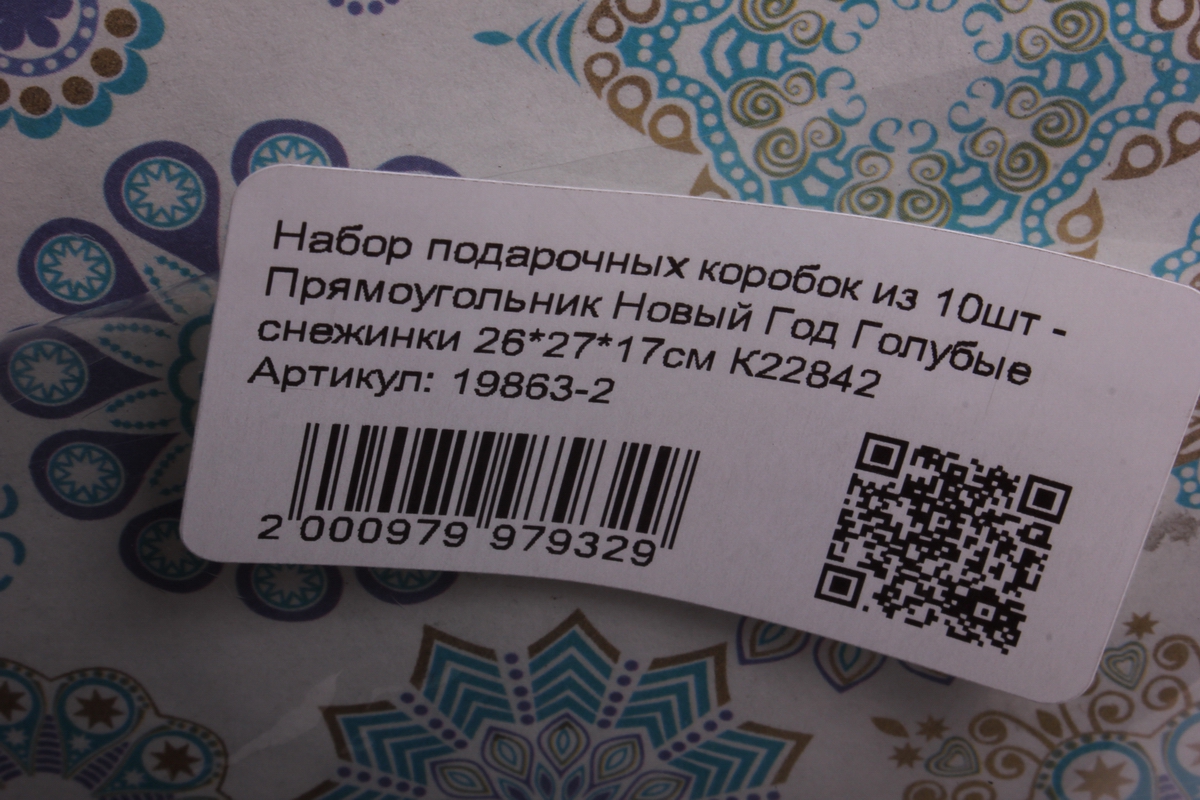 Набор подарочных коробок из 10шт -
Прямоугольник Новый Год Голубые
снежинки 26*27*17см К22842
Артикул: 19863-2
2 000979 979329